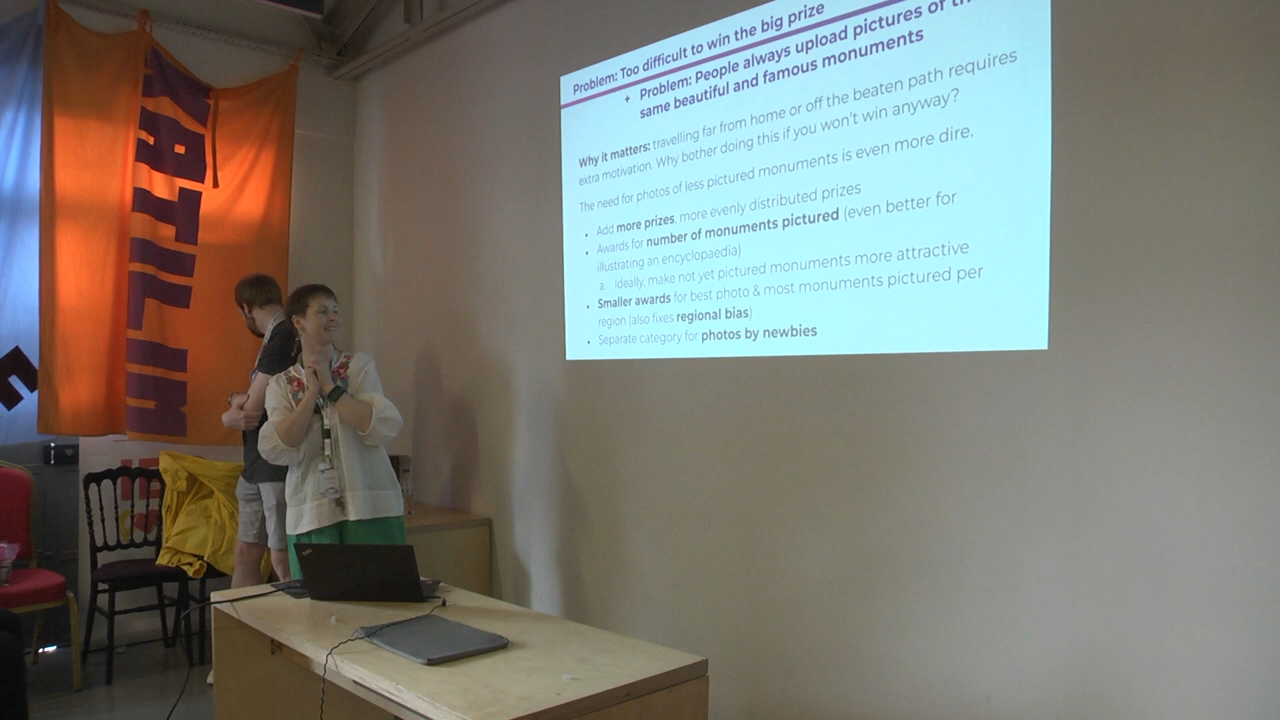 Problem: Too difficult to win the big prize
+ Problem: People always upload pictures of
same beautiful and famous monuments
Why it matters: travelling far from home or off the beaten path requires
extra motivation. Why bother doing this if you won't win anyway?
The need for photos of less pictured monuments is even more dire.
• Add more prizes, more evenly distributed prizes
• Awards for number of monuments pictured (even better for
illustrating an encyclopaedia)
a. Ideally, make not yet pictured monuments more attractive
• Smaller awards for best photo & most monuments pictured per
region (also fixes regional bias)
• Separate category for photos by newbies